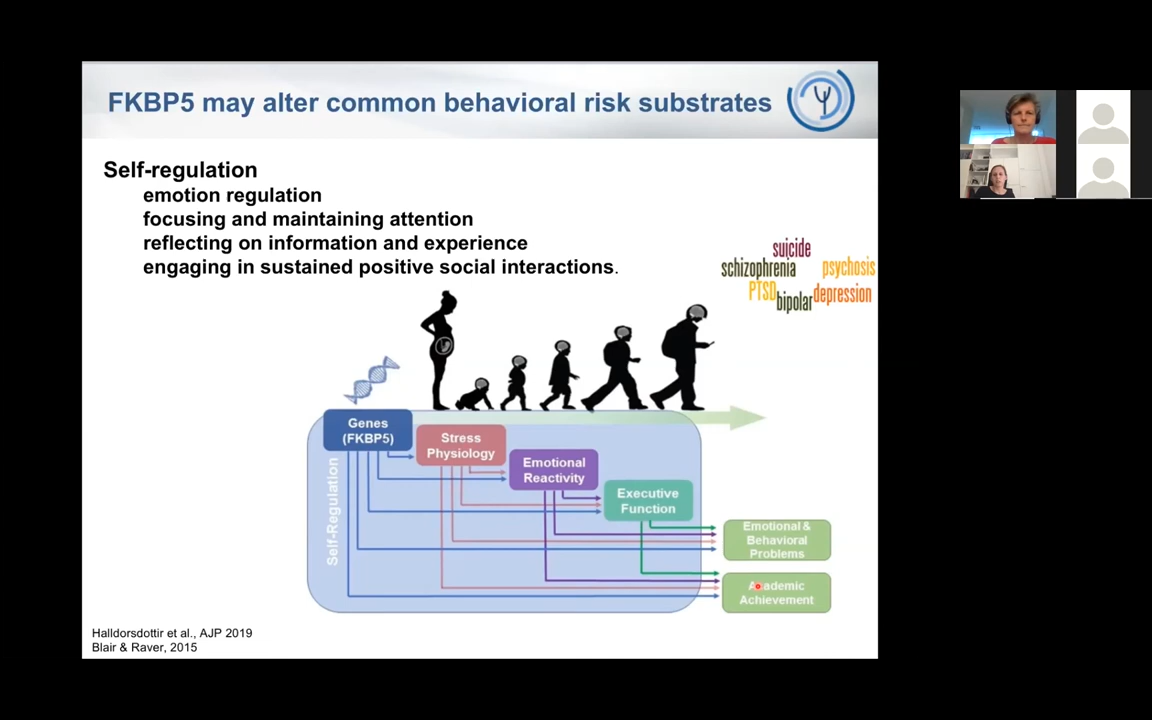 FKBP5 may alter common behavioral risk substrates
Self-regulation
emotion regulation
focusing and maintaining attention
reflecting on information and experience
engaging in sustained positive social interactions.
suicide
schizophrenia
psychosis
PTSD
bipolar
depression
Genes
(FKBP5)
Stress
Physiology
Emotional
Reactivity
Executive
Function
Self-Regulation
Emotional &
Behavioral
Problems
Academic
Achievement
Halldorsdottir et al., AJP 2019
Blair & Raver, 2015